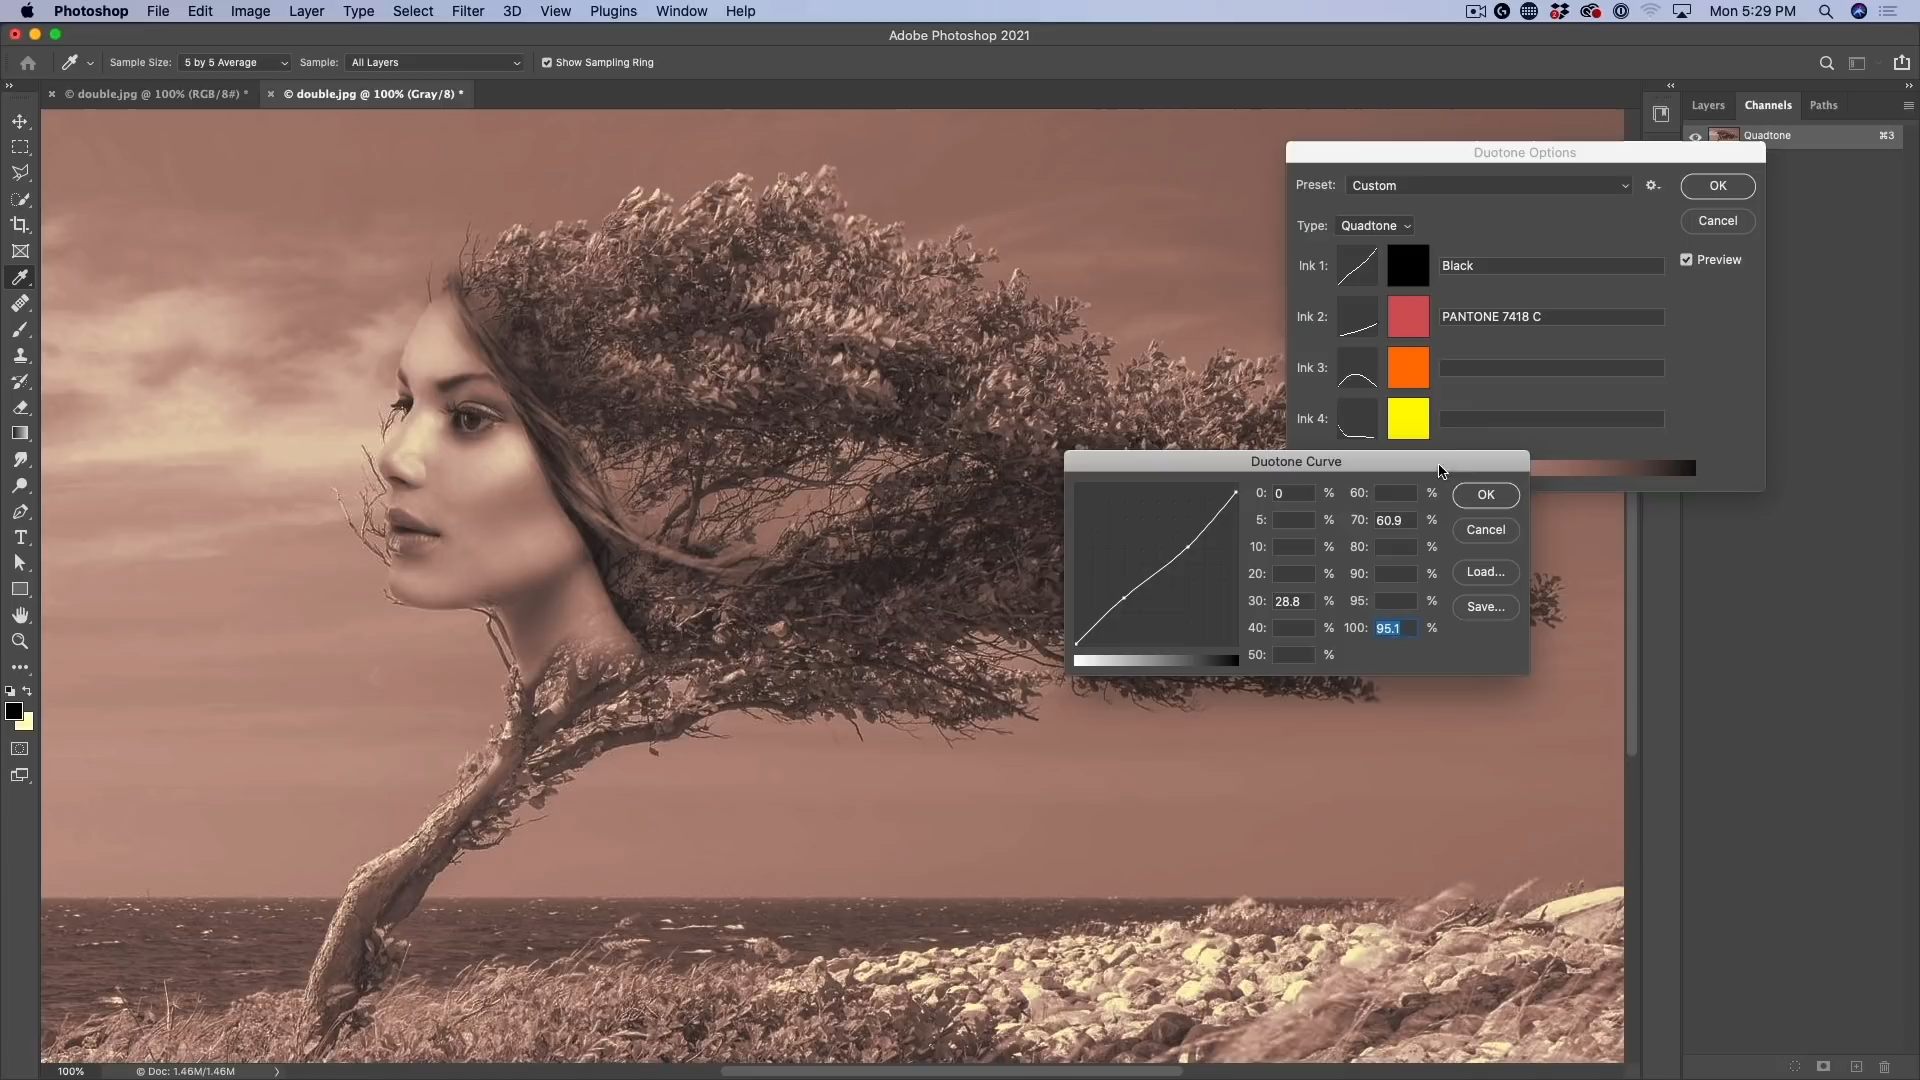 Photoshop File Edit Image Layer Type Select Filter 3D View Plugins Window Help Mon 5:29 PM
Adobe Photoshop 2021
Sample Size: 5 by 5 Average Sample: All Layers Show Sampling Ring
© double.jpg @ 100% (RGB/8#) * © double.jpg @ 100% (Gray/8) *
Layers Channels Paths
Quadtone ⌘3
Duotone Options
Preset: Custom OK
Cancel
Type: Quadtone
Preview
Ink 1: Black
Ink 2: PANTONE 7418 C
Ink 3:
Ink 4:
Duotone Curve
0: 0 % 60: % OK
5: % 70: 60.9 %
Cancel
10: % 80: %
20: % 90: % Load...
30: 28.8 % 95: % Save...
40: % 100: 95.1 %
50: %
100% © Doc: 1.46M/1.46M